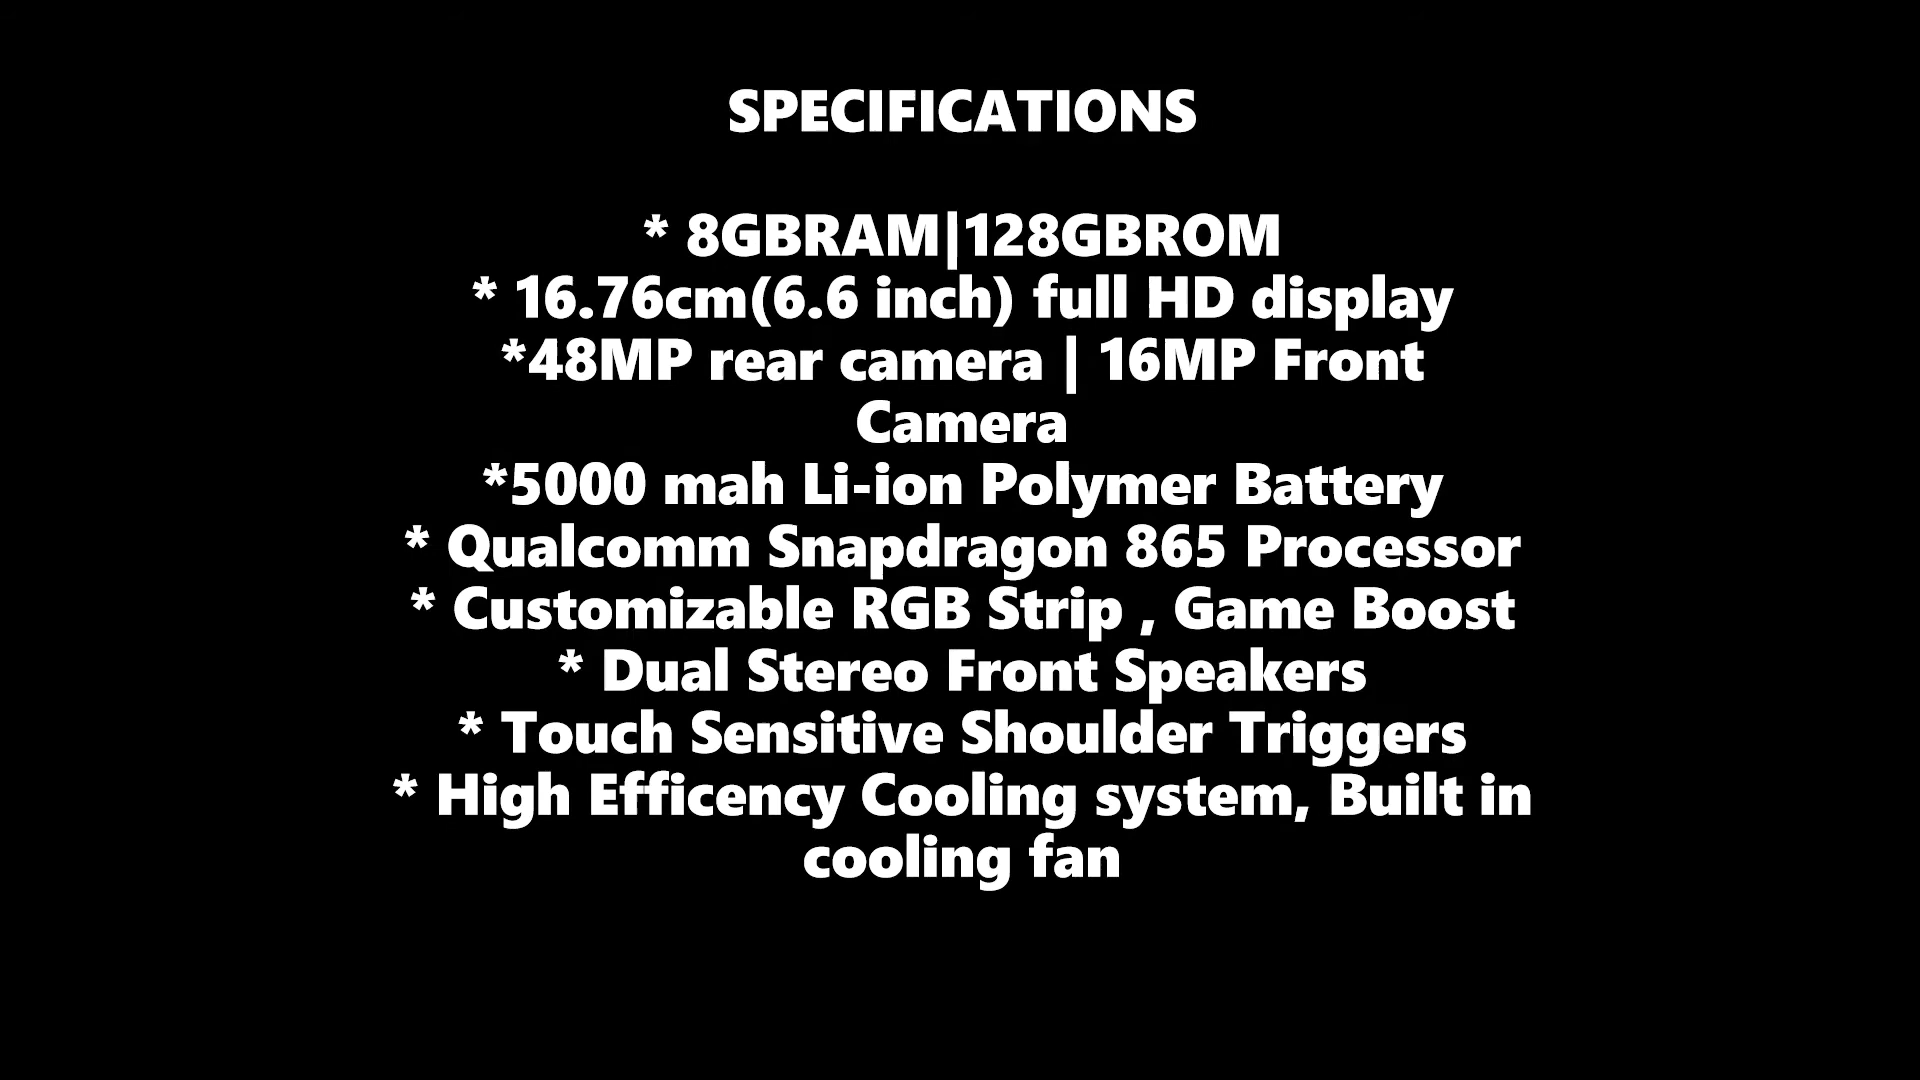 SPECIFICATIONS
* 8GBRAM|128GBROM
* 16.76cm(6.6 inch) full HD display
*48MP rear camera | 16MP Front
Camera
*5000 mah Li-ion Polymer Battery
* Qualcomm Snapdragon 865 Processor
* Customizable RGB Strip , Game Boost
* Dual Stereo Front Speakers
* Touch Sensitive Shoulder Triggers
* High Efficency Cooling system, Built in
cooling fan